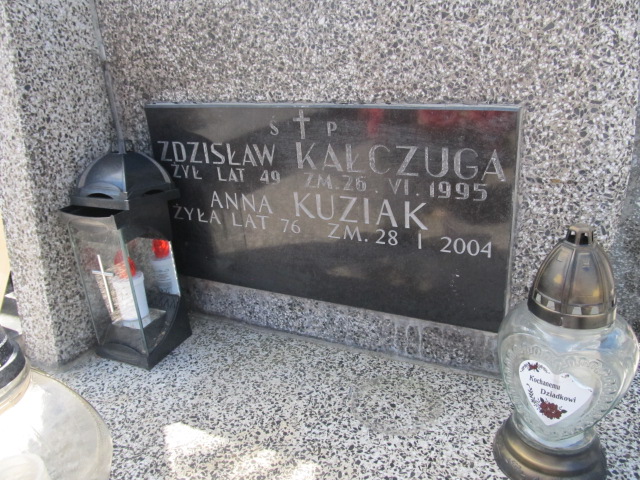 Ś P
ZDZISŁAW KAŁCZUGA
ŻYŁ LAT 49 ZM. 26. VI. 1995
ANNA KUZIAK
ŻYŁA LAT 76 ZM. 28 I 2004
Kochanemu
Dziadkowi